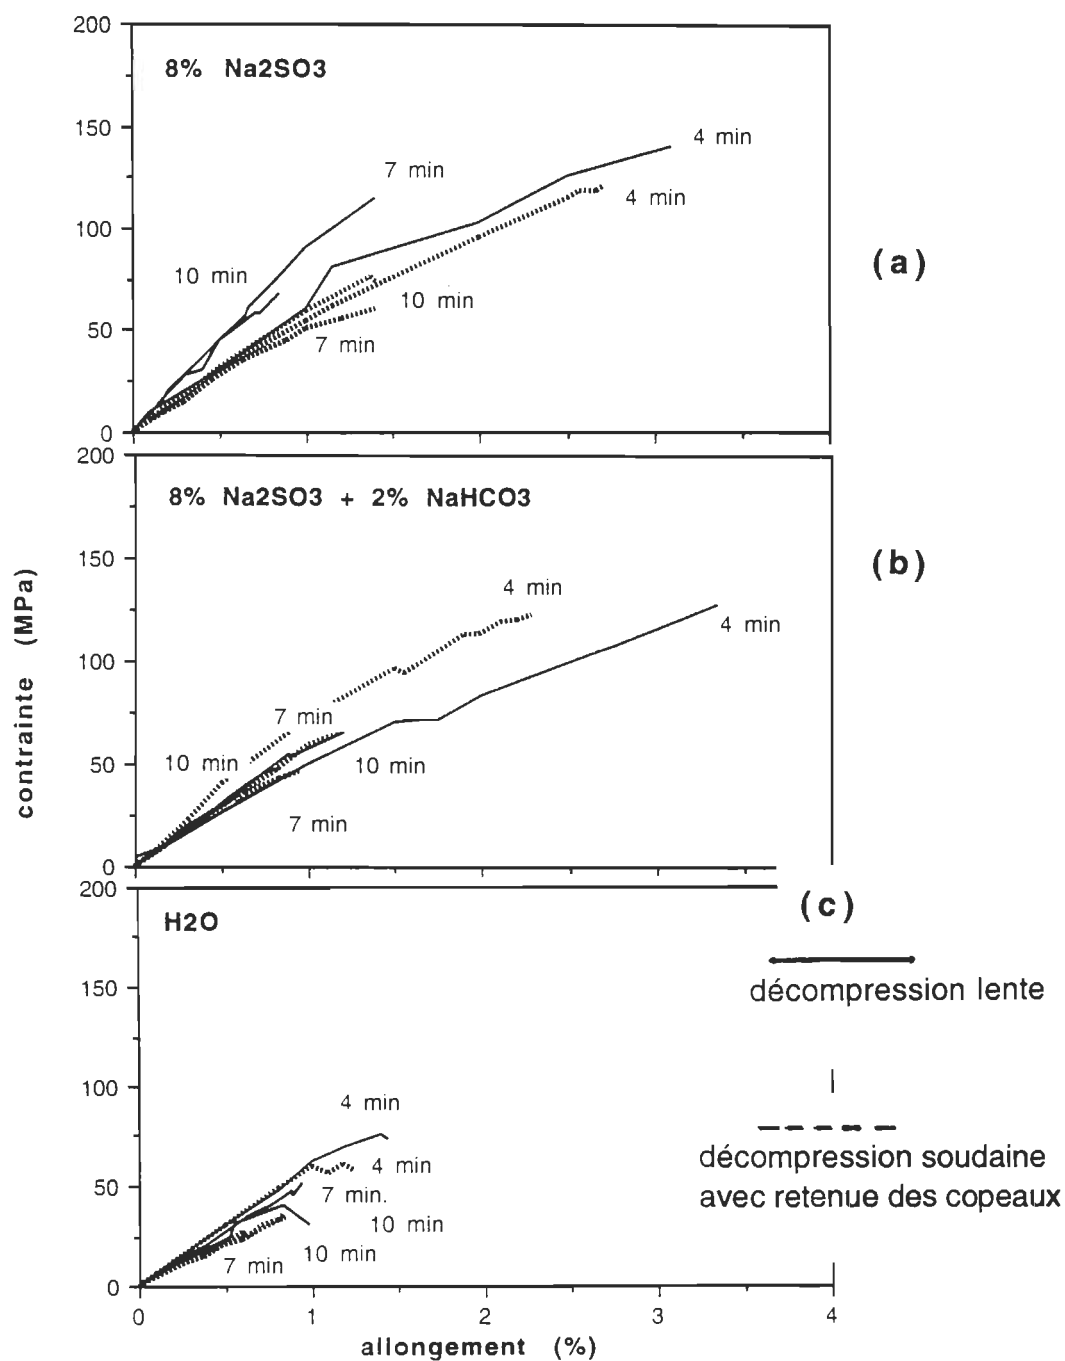 200
8% Na2SO3
150
4 min
7 min
4 min
100
(a)
10 min
10 min
50
7 min
0
200
8% Na2SO3 + 2% NaHCO3
150
(b)
4 min
4 min
100
7 min
10 min
10 min
50
7 min
0
contrainte (MPa)
200
(c)
H2O
décompression lente
150
100
4 min
décompression soudaine
avec retenue des copeaux
4 min
50
7 min.
10 min
10 min
7 min
0
0 1 2 3 4
allongement (%)